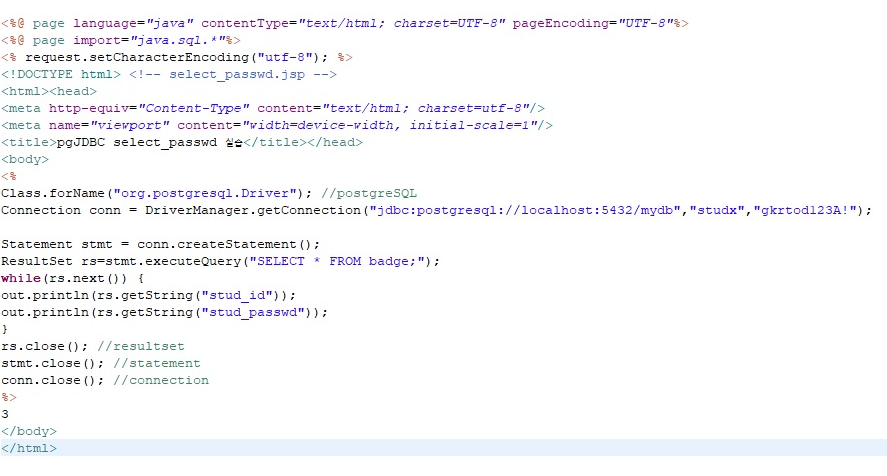 <%@ page language="java" contentType="text/html; charset=UTF-8" pageEncoding="UTF-8"%>
<%@ page import="java.sql.*"%>
<% request.setCharacterEncoding("utf-8"); %>
<!DOCTYPE html> <!-- select_passwd.jsp -->
<html><head>
<meta http-equiv="Content-Type" content="text/html; charset=utf-8"/>
<meta name="viewport" content="width=device-width, initial-scale=1"/>
<title>pgJDBC select_passwd 실습</title></head>
<body>
<%
Class.forName("org.postgresql.Driver"); //postgreSQL
Connection conn = DriverManager.getConnection("jdbc:postgresql://localhost:5432/mydb","studx","gkrtod123A!");
Statement stmt = conn.createStatement();
ResultSet rs=stmt.executeQuery("SELECT * FROM badge;");
while(rs.next()) {
out.println(rs.getString("stud_id"));
out.println(rs.getString("stud_passwd"));
}
rs.close(); //resultset
stmt.close(); //statement
conn.close(); //connection
%>
3
</body>
</html>